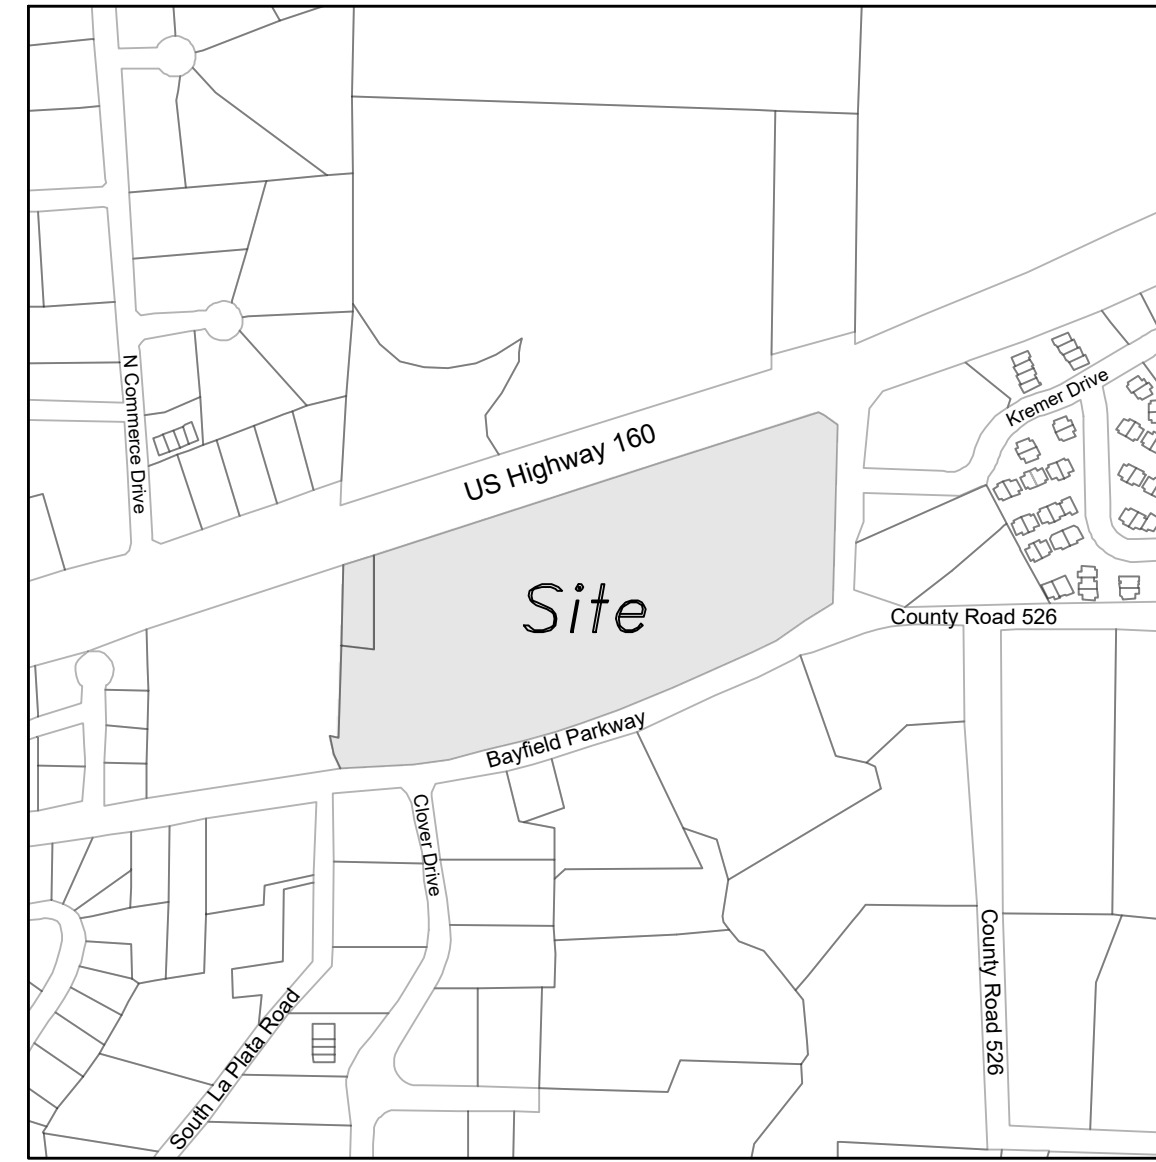 N Commerce Drive
US Highway 160
Kremer Drive
Site
County Road 526
Bayfield Parkway
Clover Drive
County Road 526
South La Plata Road